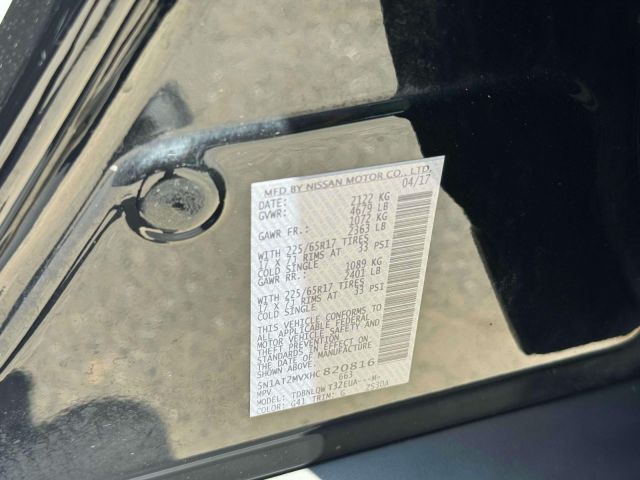 MFD BY NISSAN MOTOR CO., LTD.
DATE: 04/17
GVWR: 2122 KG
4679 LB
GAWR FR.: 1072 KG
2363 LB
WITH 225/65R17 TIRES
17 X 7J RIMS AT 33 PSI
COLD SINGLE
GAWR RR.: 1089 KG
2401 LB
WITH 225/65R17 TIRES
17 X 7J RIMS AT 33 PSI
COLD SINGLE
THIS VEHICLE CONFORMS TO
ALL APPLICABLE FEDERAL
MOTOR VEHICLE SAFETY AND
THEFT PREVENTION
STANDARDS IN EFFECT ON
THE DATE OF MANUFACTURE
SHOWN ABOVE.
5N1AT2MVXHC820816
MPV 663
MODEL: TDBNLQW T32EUA---M-
COLOR: G41 TRIM: G 2530A